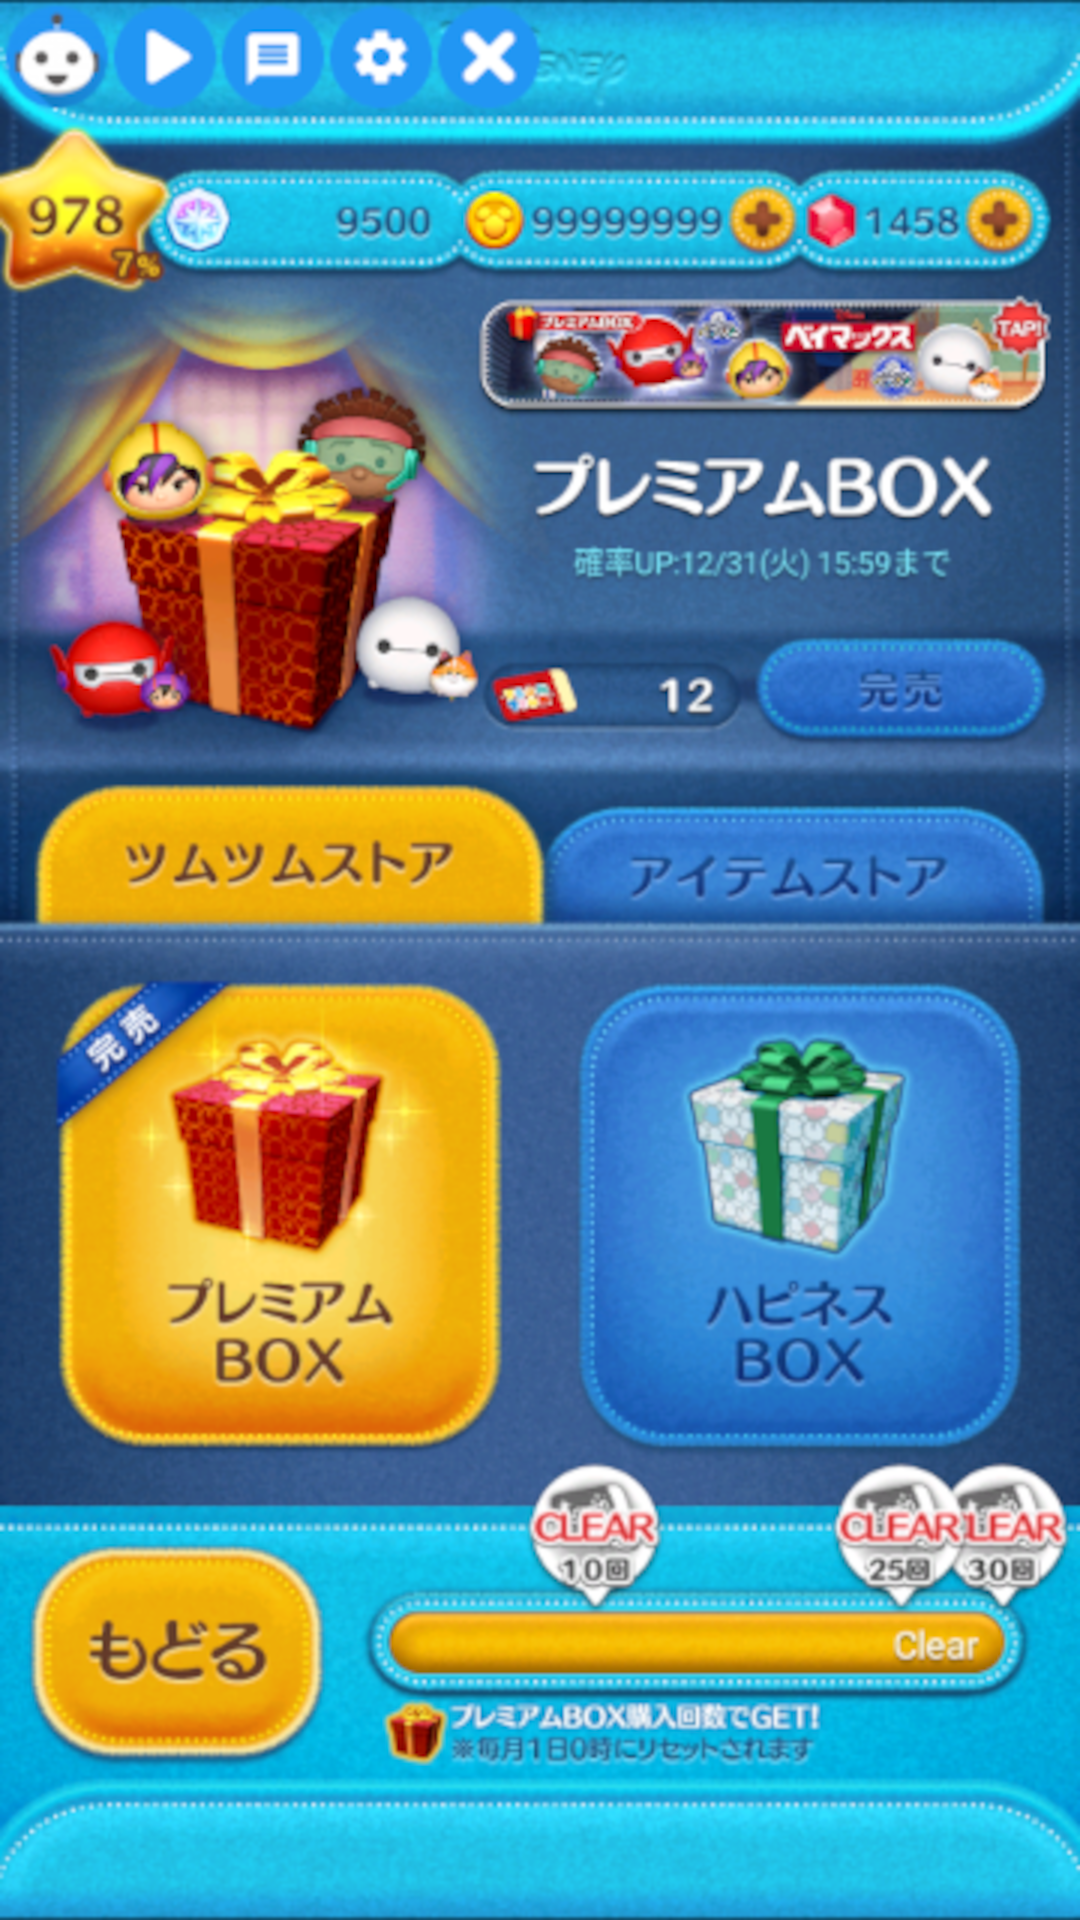 978
7%
9500
99999999
1458
プレミアムBOX
ベイマックス
TAP!
プレミアムBOX
確率UP:12/31(火) 15:59まで
12
完売
ツムツムストア
アイテムストア
完売
プレミアム
BOX
ハピネス
BOX
CLEAR
10回
CLEAR
25回
CLEAR
30回
もどる
Clear
プレミアムBOX購入回数でGET!
※毎月1日0時にリセットされます